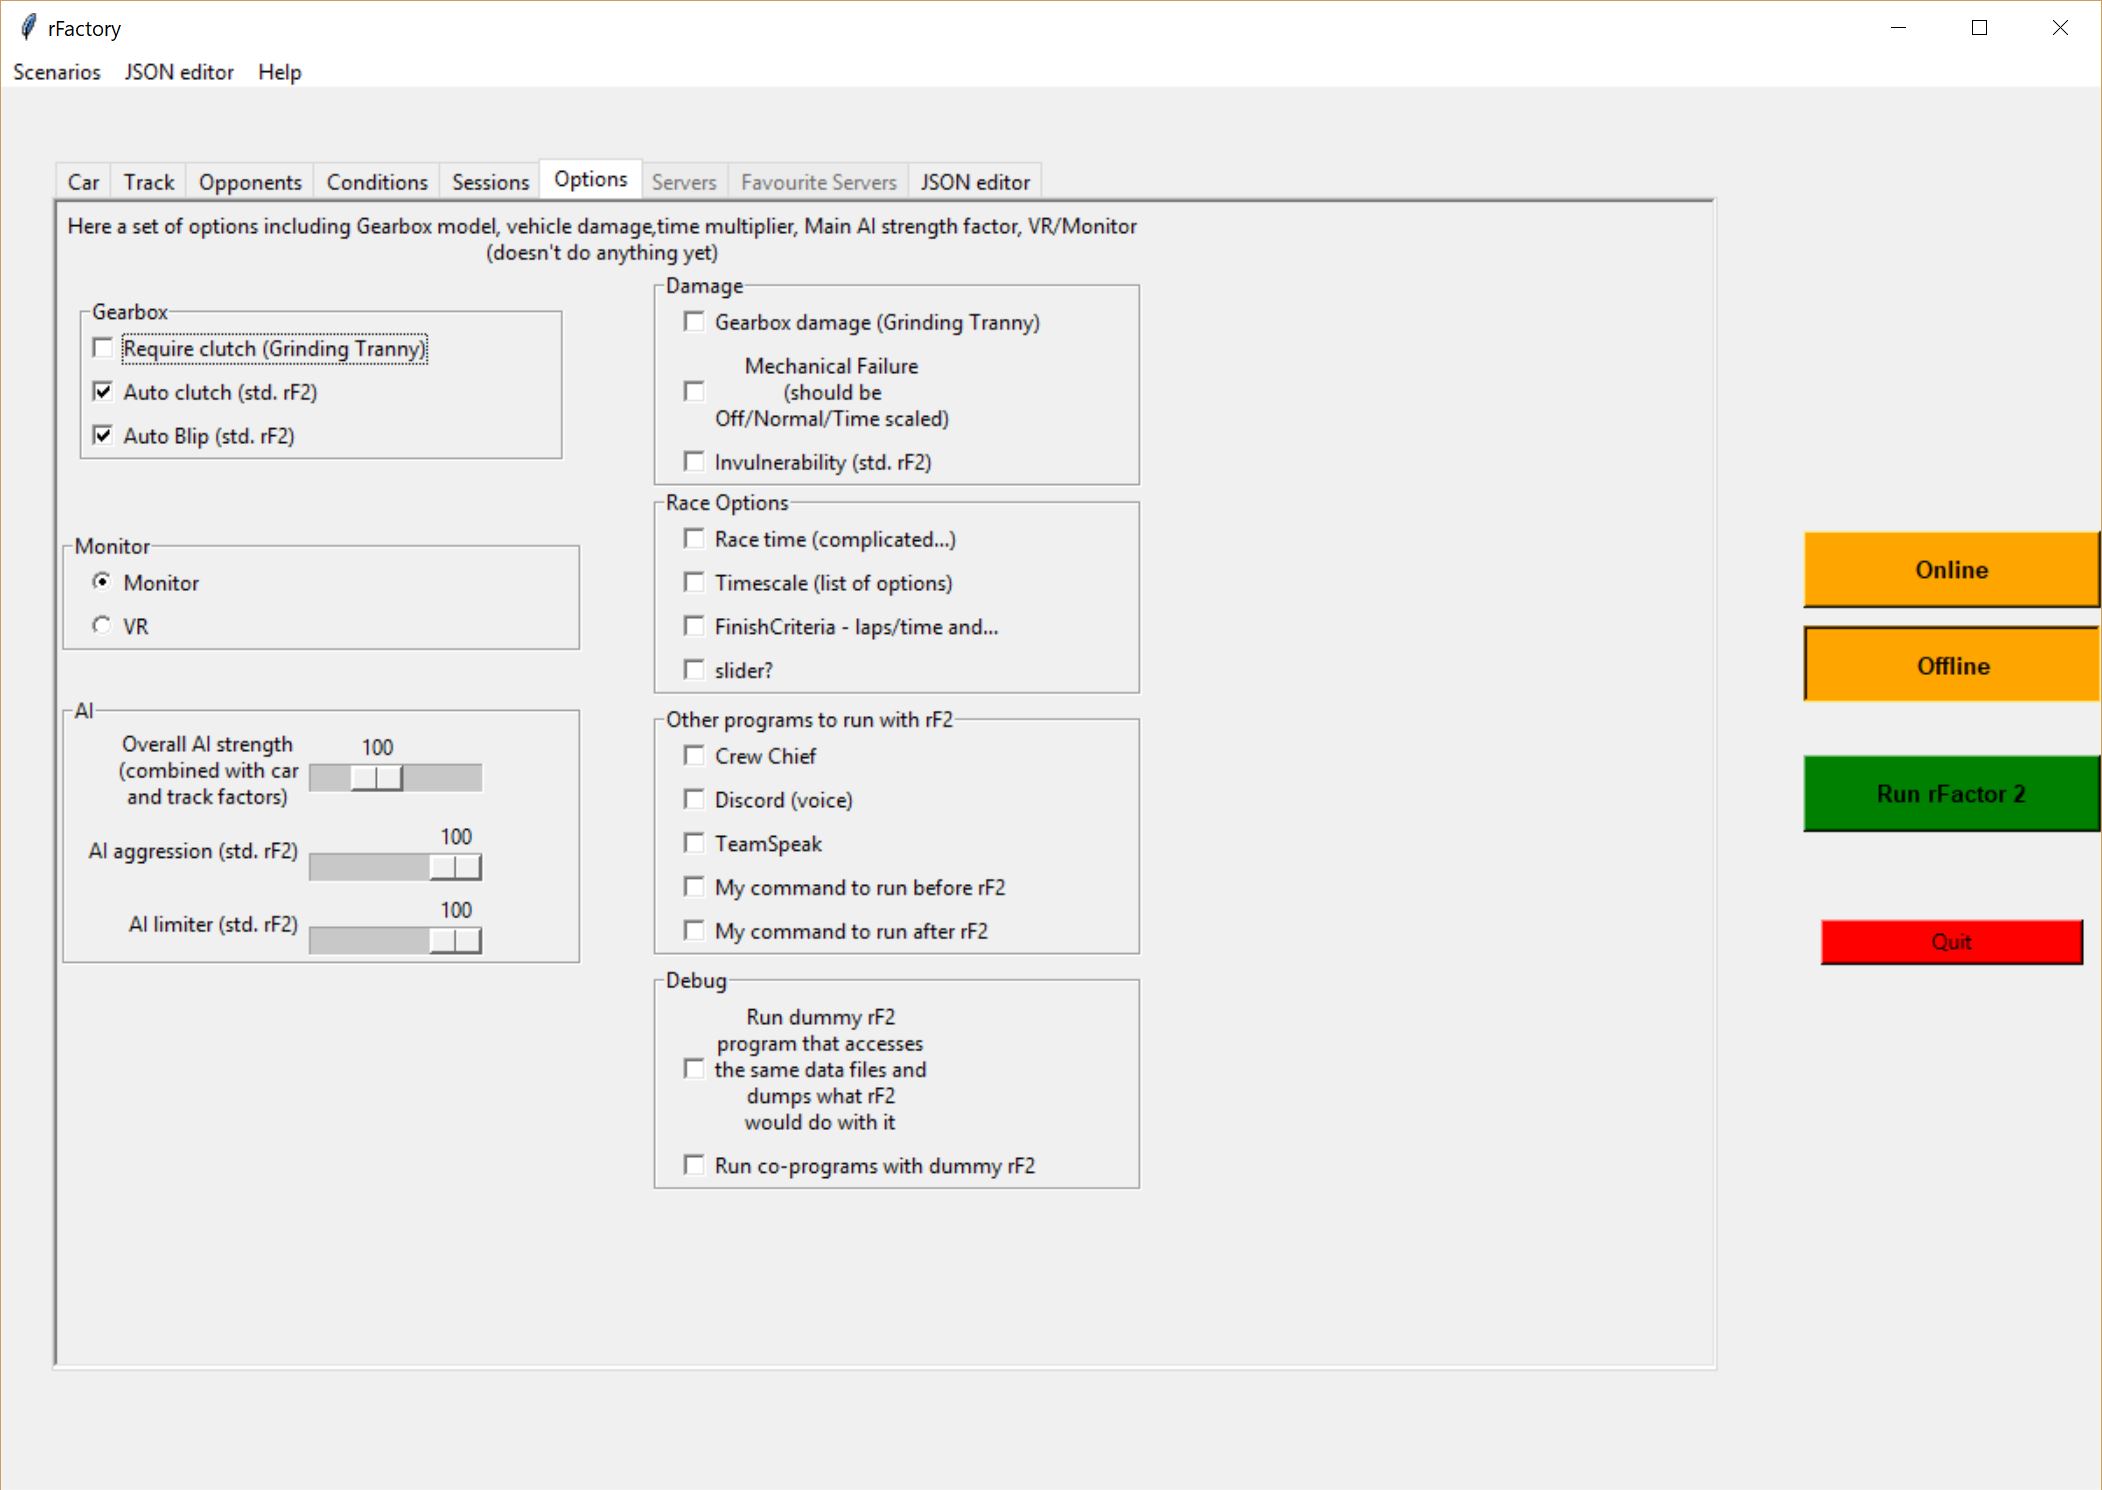 rFactory
Scenarios JSON editor Help
Car Track Opponents Conditions Sessions Options Servers Favourite Servers JSON editor
Here a set of options including Gearbox model, vehicle damage,time multiplier, Main AI strength factor, VR/Monitor
(doesn't do anything yet)
Gearbox
Require clutch (Grinding Tranny)
Auto clutch (std. rF2)
Auto Blip (std. rF2)
Monitor
Monitor
VR
AI
Overall AI strength
(combined with car
and track factors)
100
AI aggression (std. rF2)
100
AI limiter (std. rF2)
100
Damage
Gearbox damage (Grinding Tranny)
Mechanical Failure
(should be
Off/Normal/Time scaled)
Invulnerability (std. rF2)
Race Options
Race time (complicated...)
Timescale (list of options)
FinishCriteria - laps/time and...
slider?
Other programs to run with rF2
Crew Chief
Discord (voice)
TeamSpeak
My command to run before rF2
My command to run after rF2
Debug
Run dummy rF2
program that accesses
the same data files and
dumps what rF2
would do with it
Run co-programs with dummy rF2
Online
Offline
Run rFactor 2
Quit